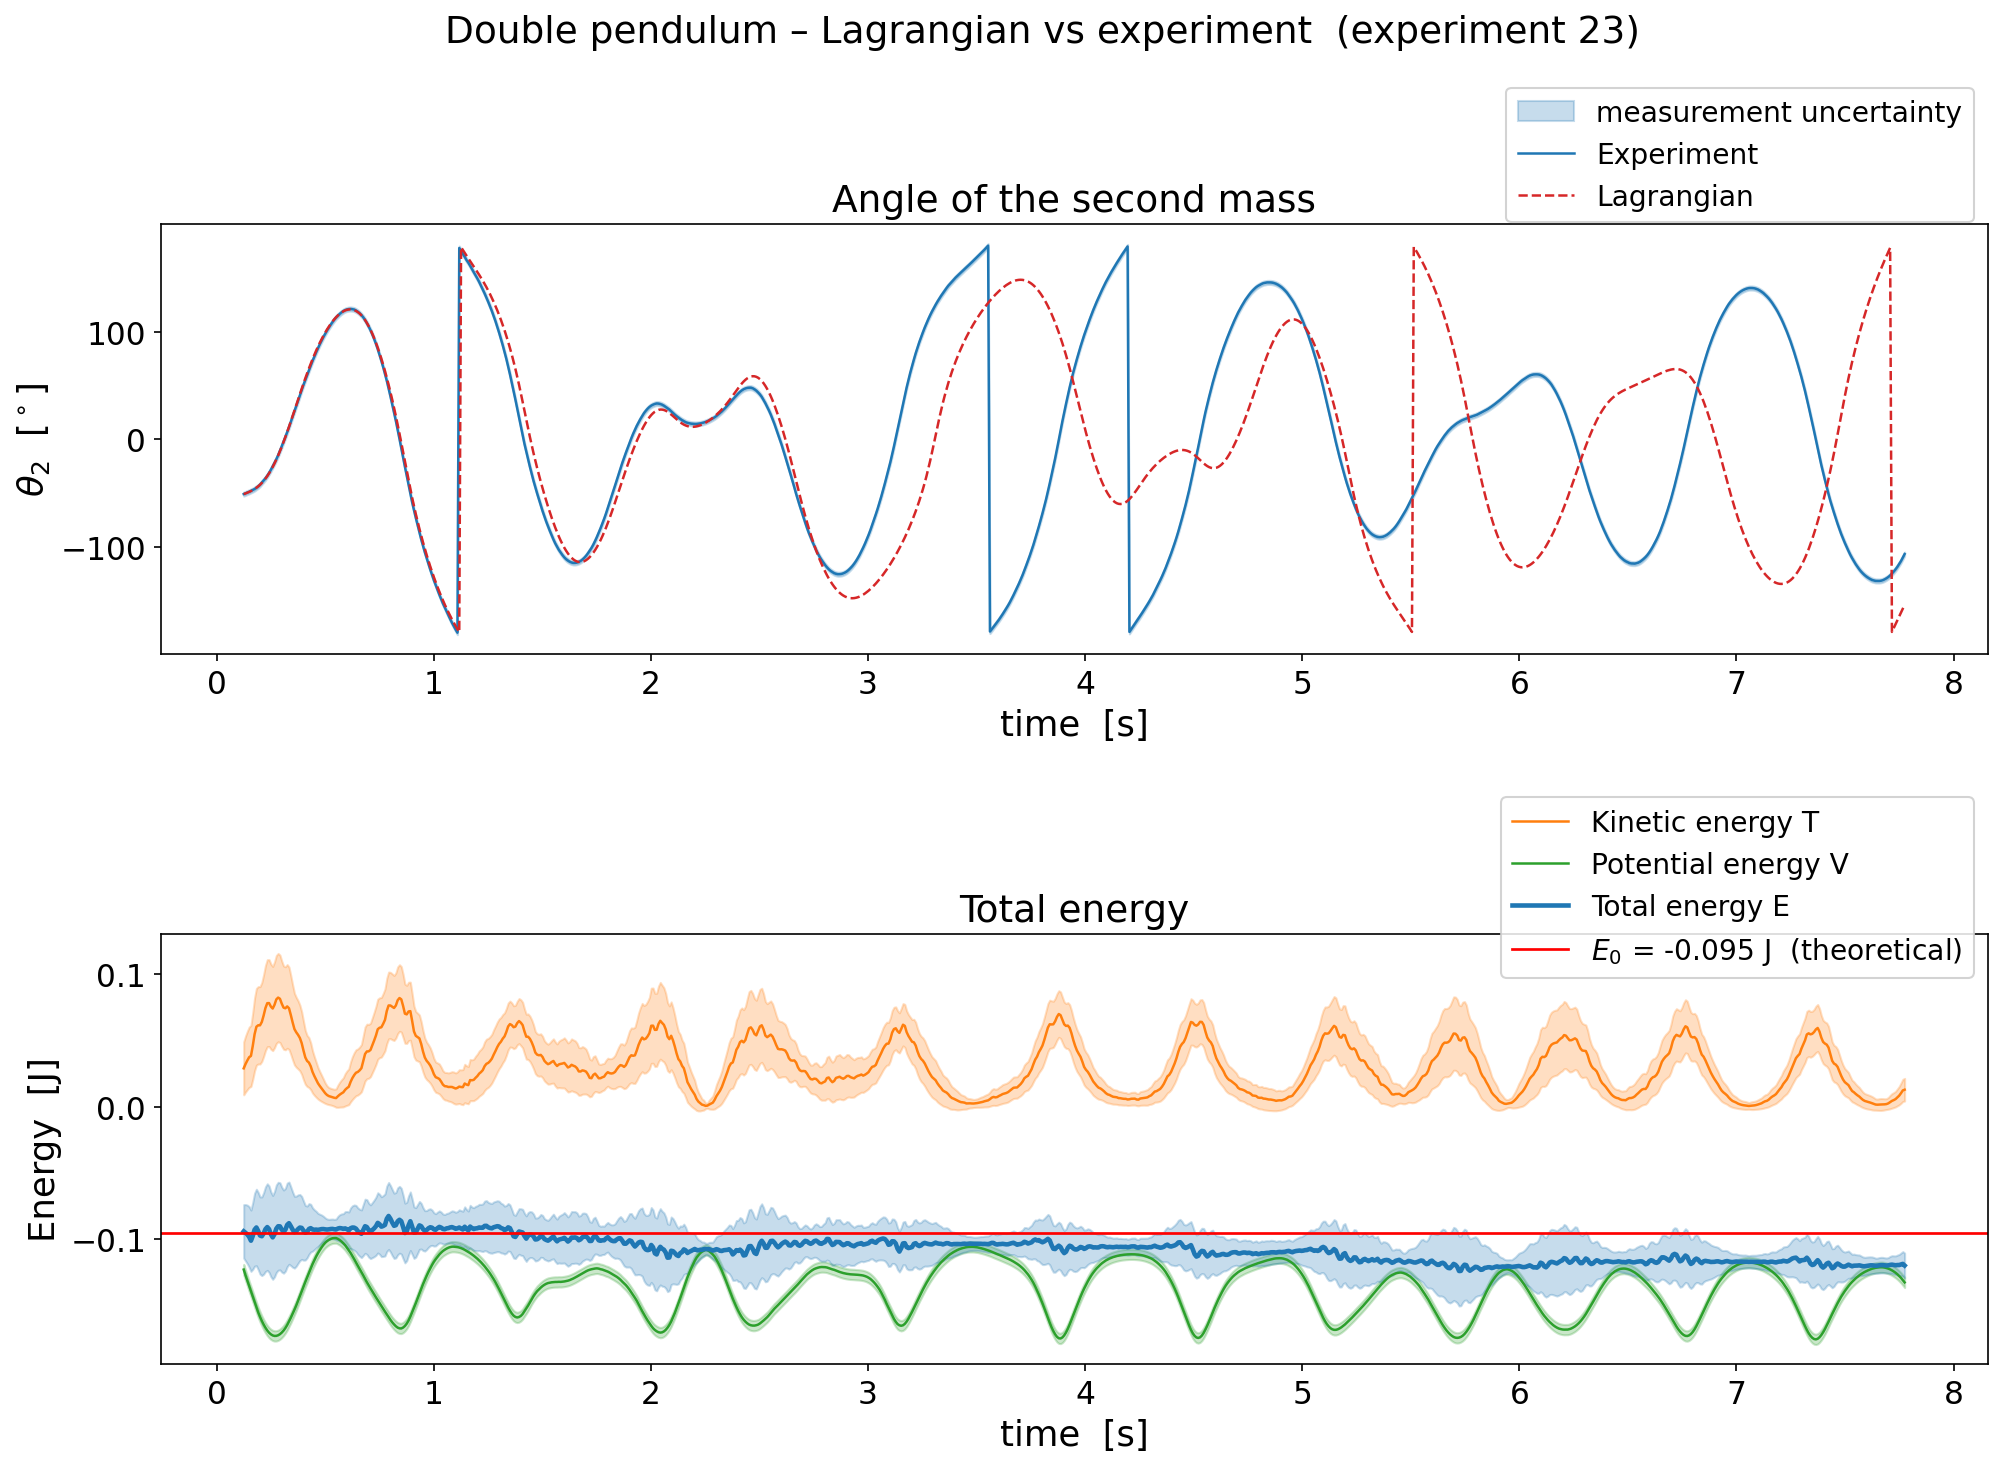 Double pendulum – Lagrangian vs experiment  (experiment 23)
measurement uncertainty
Experiment
Lagrangian
Angle of the second mass
100
0
−100
θ₂  [°]
0 1 2 3 4 5 6 7 8
time  [s]
Kinetic energy T
Potential energy V
Total energy E
E₀ = -0.095 J  (theoretical)
Total energy
0.1
0.0
−0.1
Energy  [J]
0 1 2 3 4 5 6 7 8
time  [s]